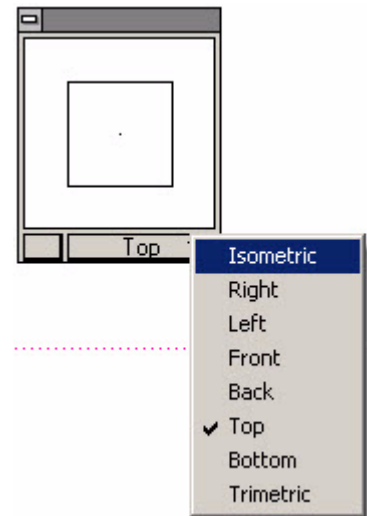 Top
Isometric
Right
Left
Front
Back
Top
Bottom
Trimetric